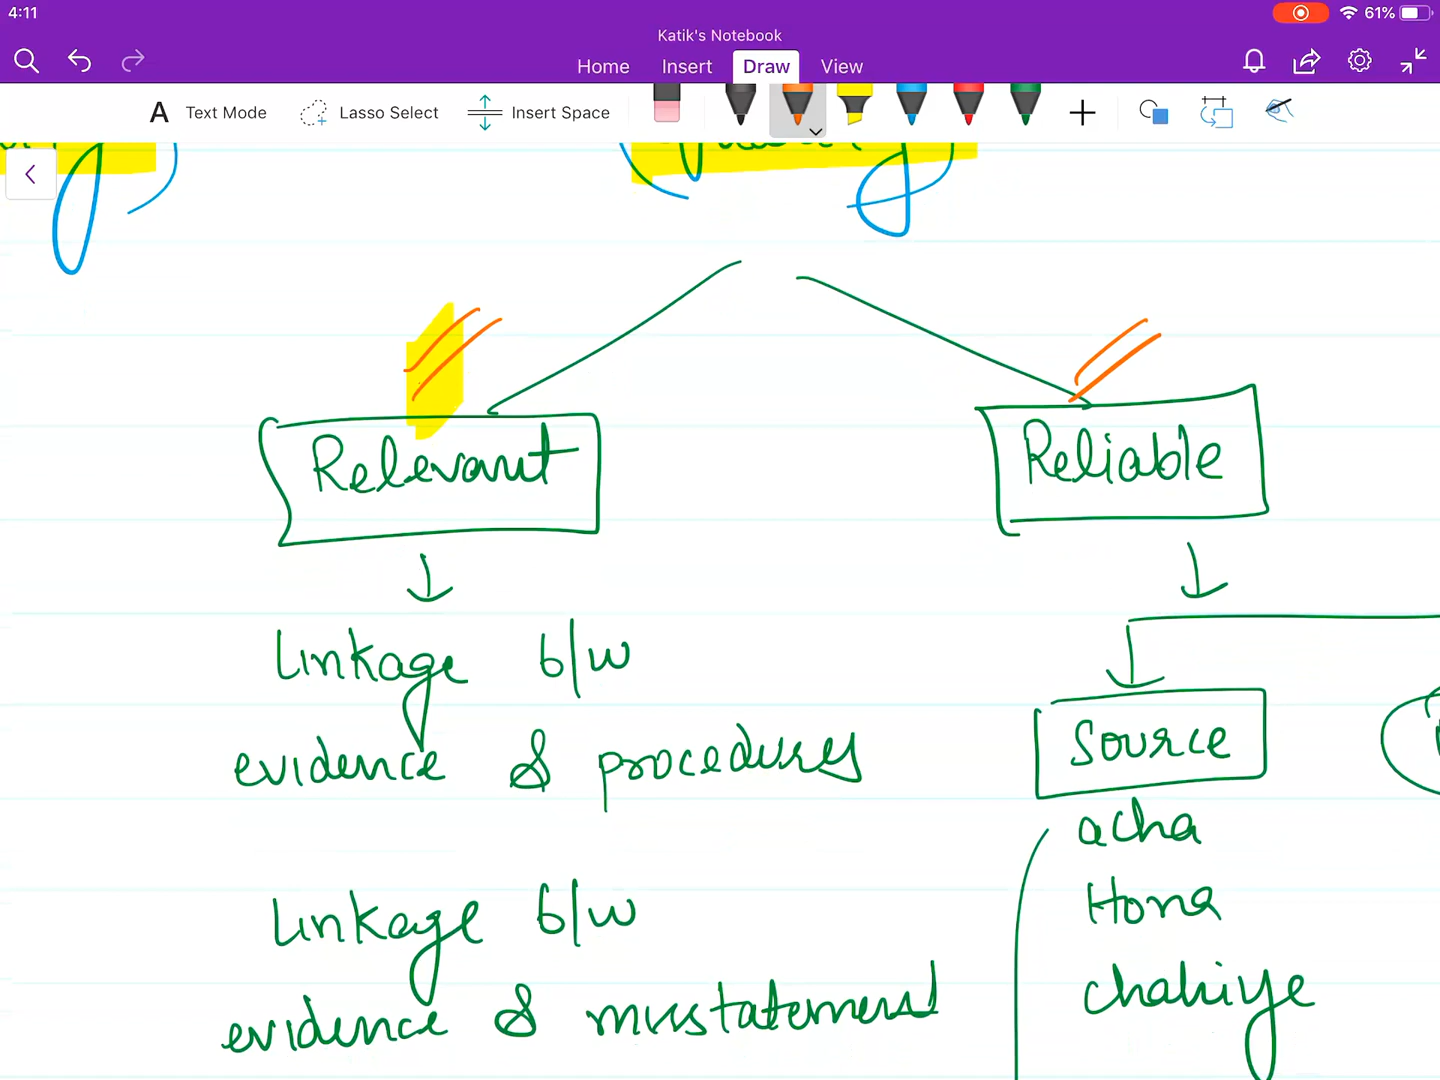 4:11
61%
Katik's Notebook
Home Insert Draw View
A Text Mode Lasso Select Insert Space
Relevant
Reliable
Linkage b/w
evidence & procedures
Source
acha
Hona
chahiye
Linkage b/w
evidence & misstatement